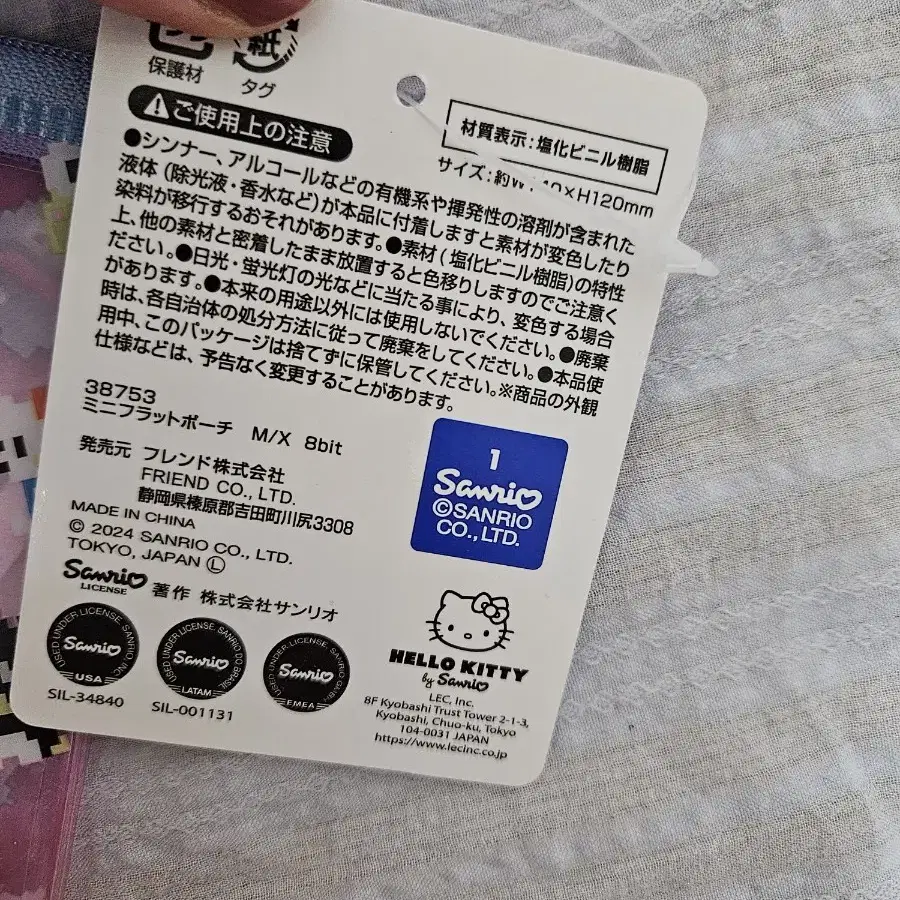 保護材
紙
タグ
⚠ご使用上の注意
材質表示：塩化ビニル樹脂
サイズ：約W
×H120mm
●シンナー、アルコールなどの有機系や揮発性の溶剤が含まれた
液体（除光液・香水など）が本品に付着しますと素材が変色したり
染料が移行するおそれがあります。●素材（塩化ビニル樹脂）の特性
上、他の素材と密着したまま放置すると色移りしますのでご注意く
ださい。●日光・蛍光灯の光などに当たる事により、変色する場合
があります。●本来の用途以外には使用しないでください。●廃棄
時は、各自治体の処分方法に従って廃棄をしてください。●本品使
用中、このパッケージは捨てずに保管してください。※商品の外観
仕様などは、予告なく変更することがあります。
38753
ミニフラットポーチ M/X 8bit
発売元 フレンド株式会社
FRIEND CO., LTD.
静岡県榛原郡吉田町川尻3308
MADE IN CHINA
© 2024 SANRIO CO., LTD.
TOKYO, JAPAN Ⓛ
Sanrio
LICENSE
著作 株式会社サンリオ
1
Sanrio
©SANRIO
CO., LTD.
USED UNDER LICENSE. SANRIO INC.
Sanrio
USA
SIL-34840
USED UNDER LICENSE. SANRIO DO BRASIL
Sanrio
LATAM
SIL-001131
USED UNDER LICENSE. SANRIO GMBH
Sanrio
EMEA
HELLO KITTY
by Sanrio
LEC, Inc.
8F Kyobashi Trust Tower 2-1-3,
Kyobashi, Chuo-ku, Tokyo
104-0031 JAPAN
https://www.lecinc.co.jp